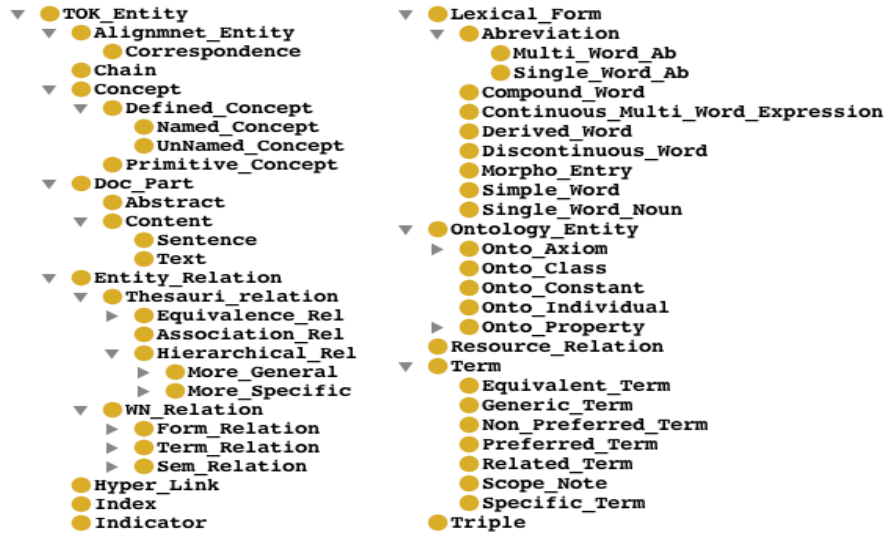 TOK_Entity
Alignmnet_Entity
Correspondence
Chain
Concept
Defined_Concept
Named_Concept
UnNamed_Concept
Primitive_Concept
Doc_Part
Abstract
Content
Sentence
Text
Entity_Relation
Thesauri_relation
Equivalence_Rel
Association_Rel
Hierarchical_Rel
More_General
More_Specific
WN_Relation
Form_Relation
Term_Relation
Sem_Relation
Hyper_Link
Index
Indicator
Lexical_Form
Abreviation
Multi_Word_Ab
Single_Word_Ab
Compound_Word
Continuous_Multi_Word_Expression
Derived_Word
Discontinuous_Word
Morpho_Entry
Simple_Word
Single_Word_Noun
Ontology_Entity
Onto_Axiom
Onto_Class
Onto_Constant
Onto_Individual
Onto_Property
Resource_Relation
Term
Equivalent_Term
Generic_Term
Non_Preferred_Term
Preferred_Term
Related_Term
Scope_Note
Specific_Term
Triple